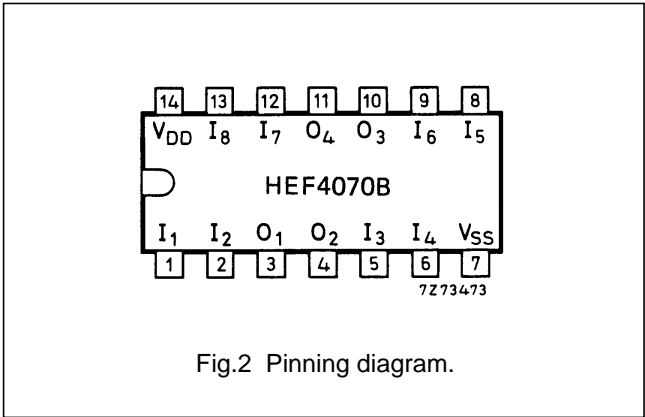 14 13 12 11 10 9 8
VDD I8 I7 O4 O3 I6 I5
HEF4070B
I1 I2 O1 O2 I3 I4 VSS
1 2 3 4 5 6 7
7Z73473
Fig.2 Pinning diagram.